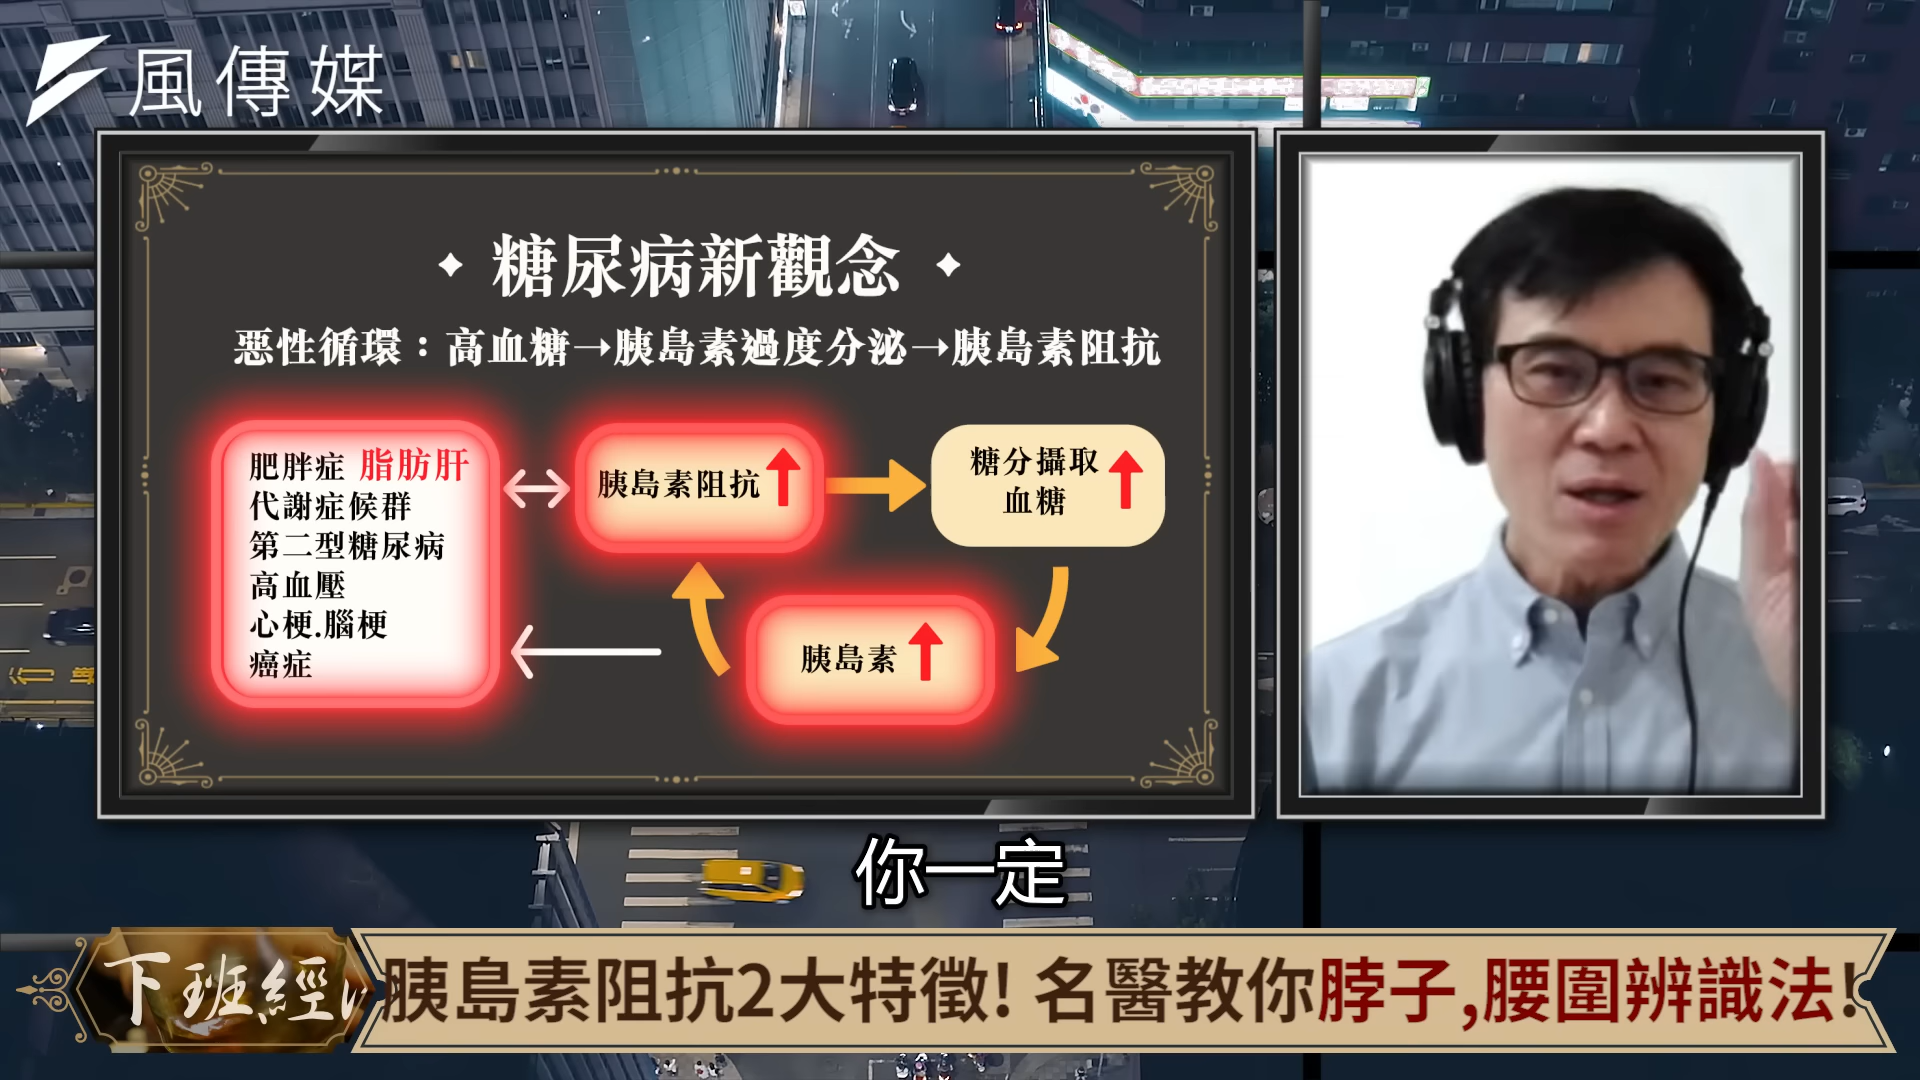 風傳媒
糖尿病新觀念
惡性循環：高血糖→胰島素過度分泌→胰島素阻抗
肥胖症 脂肪肝
代謝症候群
第二型糖尿病
高血壓
心梗.腦梗
癌症
胰島素阻抗
糖分攝取
血糖
胰島素
你一定
下班經
胰島素阻抗2大特徵! 名醫教你脖子,腰圍辨識法!